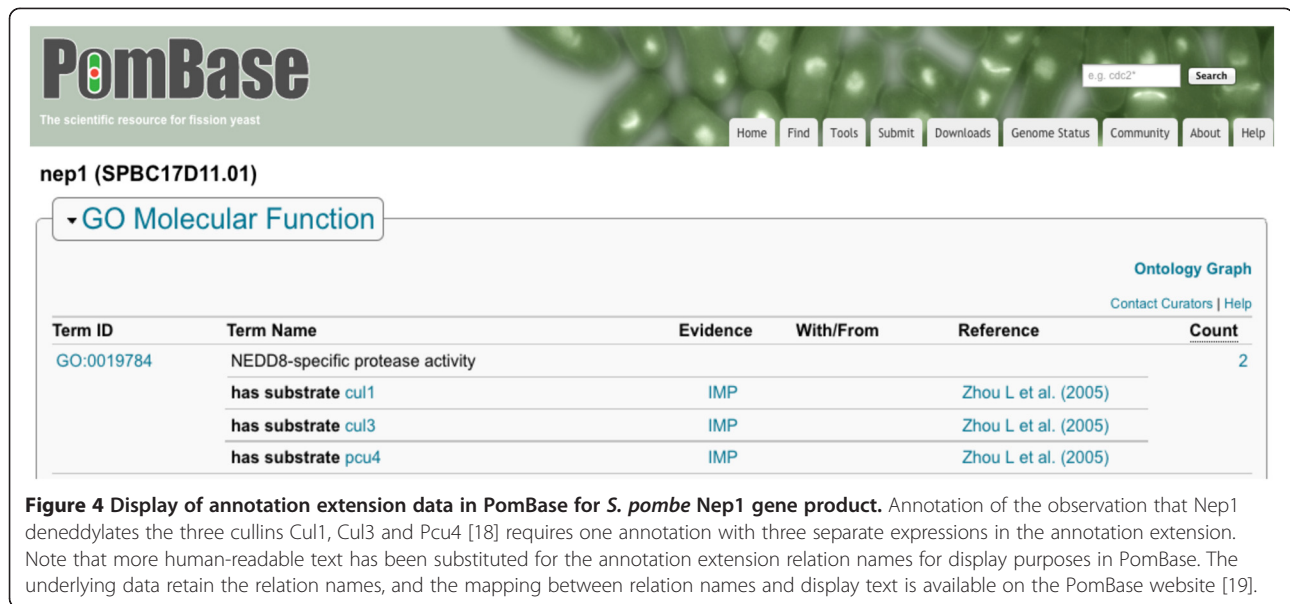 PomBase
The scientific resource for fission yeast
e.g. cdc2* Search
Home Find Tools Submit Downloads Genome Status Community About Help
nep1 (SPBC17D11.01)
GO Molecular Function
Ontology Graph
Contact Curators | Help
Term ID Term Name Evidence With/From Reference Count
GO:0019784 NEDD8-specific protease activity 2
has substrate cul1 IMP Zhou L et al. (2005)
has substrate cul3 IMP Zhou L et al. (2005)
has substrate pcu4 IMP Zhou L et al. (2005)
Figure 4 Display of annotation extension data in PomBase for S. pombe Nep1 gene product. Annotation of the observation that Nep1
deneddylates the three cullins Cul1, Cul3 and Pcu4 [18] requires one annotation with three separate expressions in the annotation extension.
Note that more human-readable text has been substituted for the annotation extension relation names for display purposes in PomBase. The
underlying data retain the relation names, and the mapping between relation names and display text is available on the PomBase website [19].